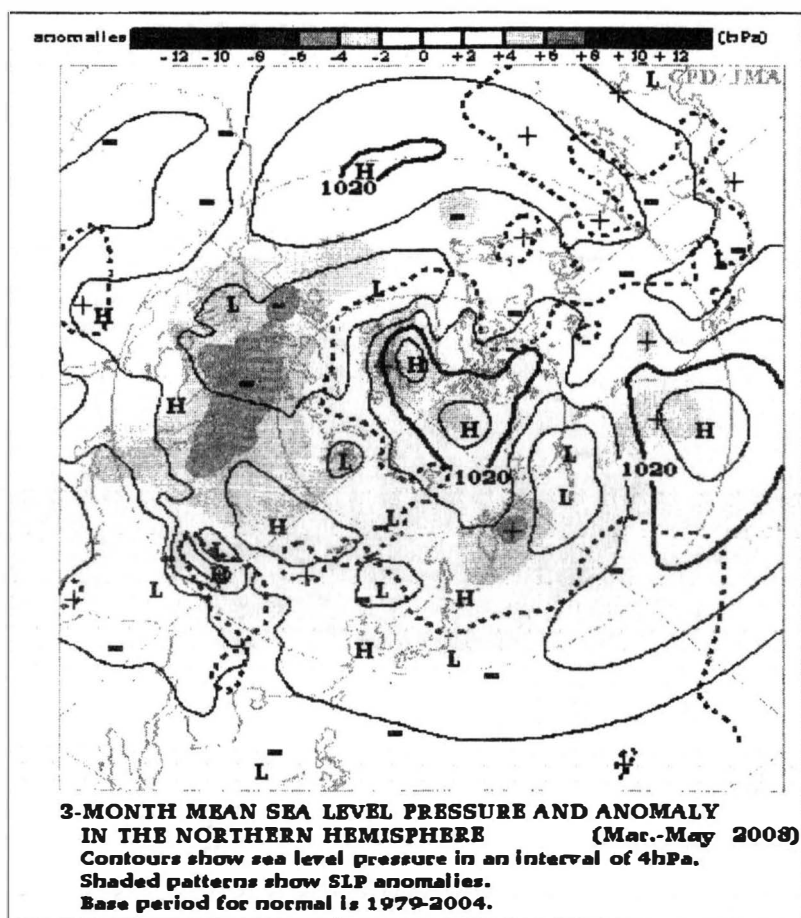 anomalies (hPa)
-12 -10 -8 -6 -4 -2 0 +2 +4 +6 +8 +10 +12
L
CPD/JMA
H
1020
L
L
L
H
H
H
H
H
L
L
1020
1020
L
H
L
H
L
L
H
H
L
L
3-MONTH MEAN SEA LEVEL PRESSURE AND ANOMALY
IN THE NORTHERN HEMISPHERE (Mar.-May 2008)
Contours show sea level pressure in an interval of 4hPa.
Shaded patterns show SLP anomalies.
Base period for normal is 1979-2004.